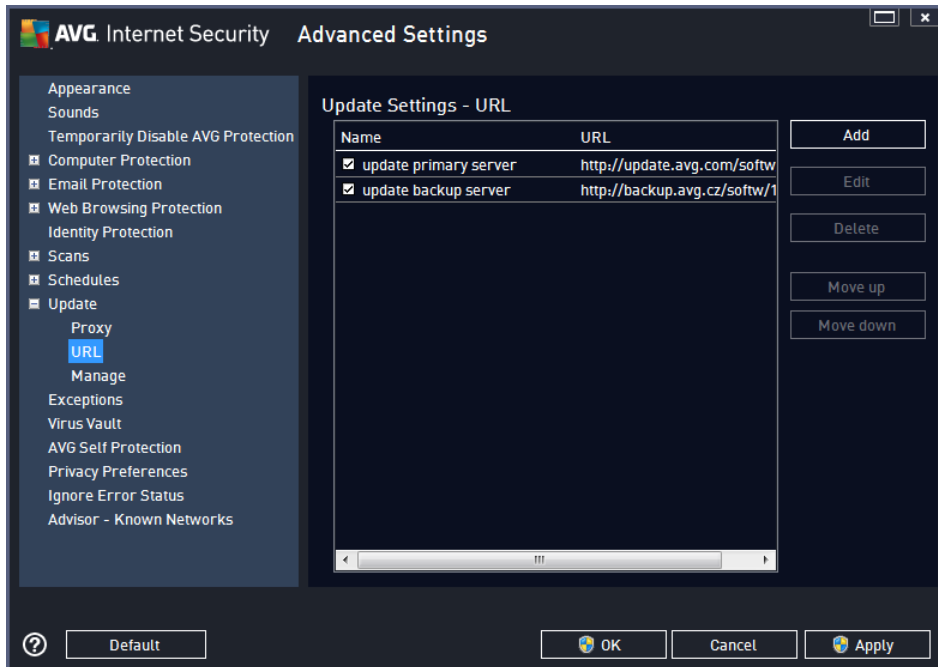 AVG. Internet Security Advanced Settings
Appearance
Sounds
Temporarily Disable AVG Protection
Computer Protection
Email Protection
Web Browsing Protection
Identity Protection
Scans
Schedules
Update
Proxy
URL
Manage
Exceptions
Virus Vault
AVG Self Protection
Privacy Preferences
Ignore Error Status
Advisor - Known Networks
Update Settings - URL
Name URL
update primary server http://update.avg.com/softw
update backup server http://backup.avg.cz/softw/1
Add
Edit
Delete
Move up
Move down
Default
OK
Cancel
Apply